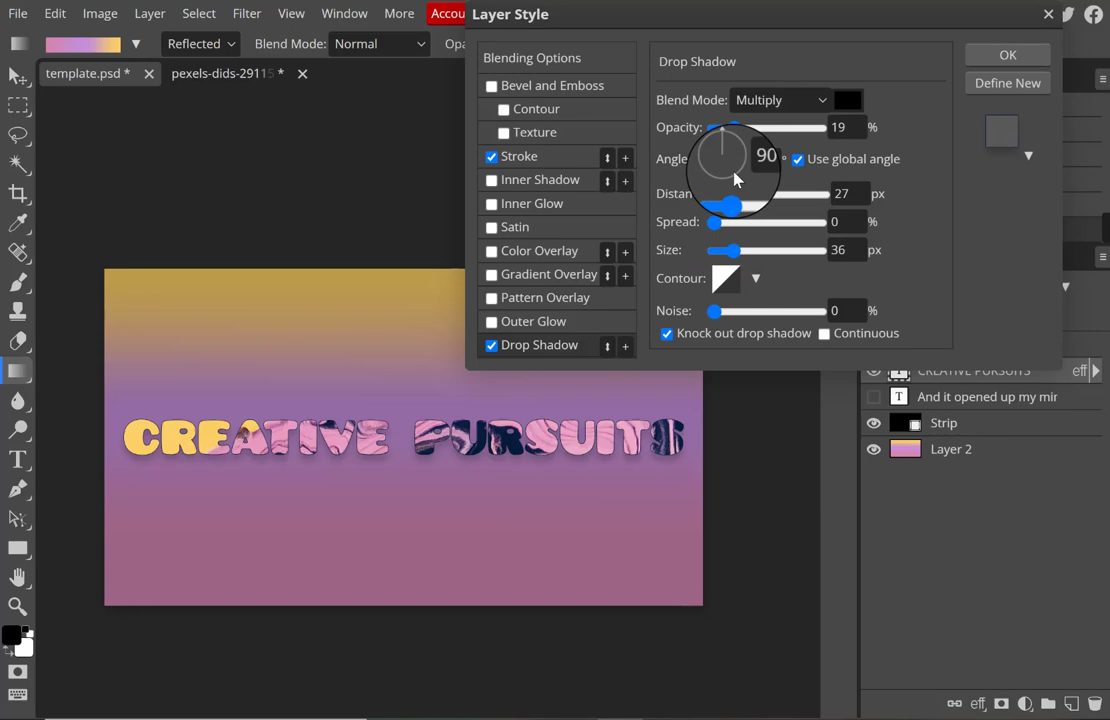 File Edit Image Layer Select Filter View Window More Accou
Layer Style
Reflected Blend Mode: Normal Opa
template.psd * pexels-dids-29115 *
Blending Options
Bevel and Emboss
Contour
Texture
Stroke
Inner Shadow
Inner Glow
Satin
Color Overlay
Gradient Overlay
Pattern Overlay
Outer Glow
Drop Shadow
Drop Shadow
Blend Mode: Multiply
Opacity: 19 %
Angle 90 ° Use global angle
Distan 27 px
Spread: 0 %
Size: 36 px
Contour:
Noise: 0 %
Knock out drop shadow Continuous
OK
Define New
CREATIVE PURSUITS eff
And it opened up my mir
Strip
Layer 2
CREATIVE PURSUITS
eff